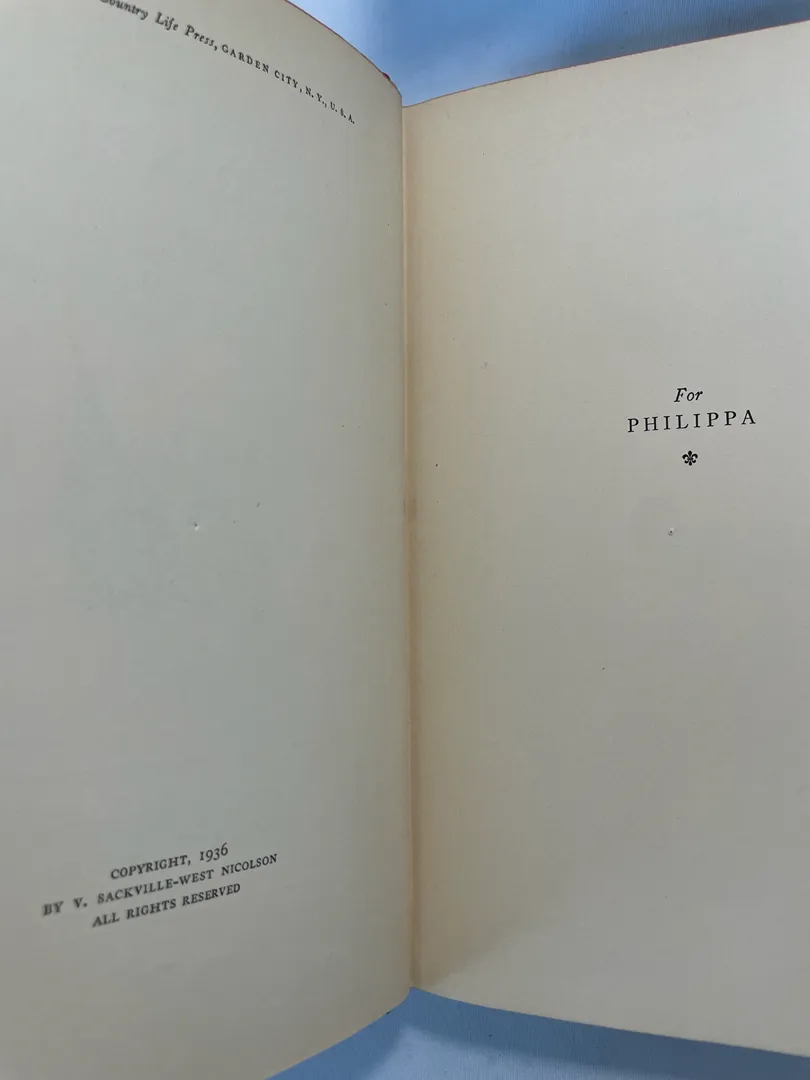 Country Life Press, GARDEN CITY, N. Y., U. S. A.
COPYRIGHT, 1936
BY V. SACKVILLE-WEST NICOLSON
ALL RIGHTS RESERVED
For
PHILIPPA